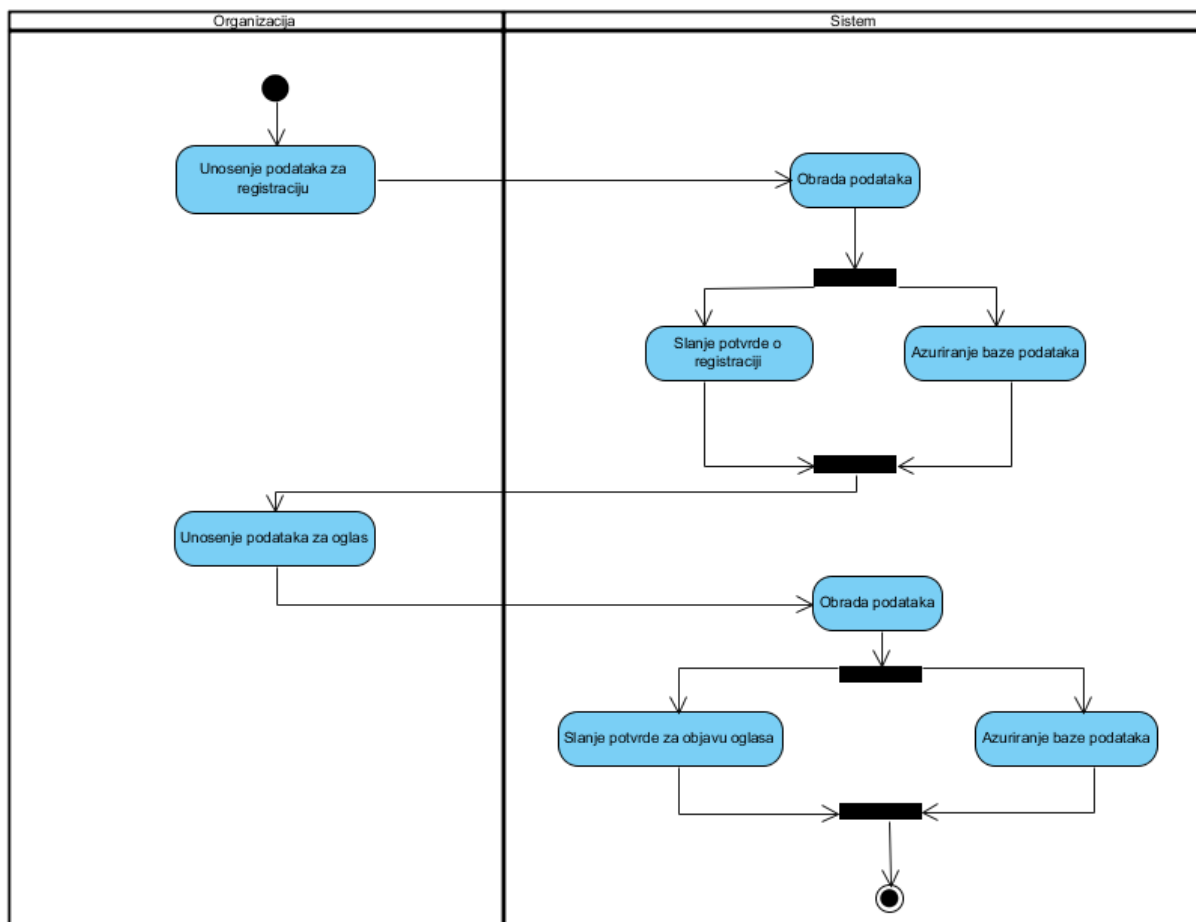 Organizacija
Sistem
Unosenje podataka za
registraciju
Obrada podataka
Slanje potvrde o
registraciji
Azuriranje baze podataka
Unosenje podataka za oglas
Obrada podataka
Slanje potvrde za objavu oglasa
Azuriranje baze podataka